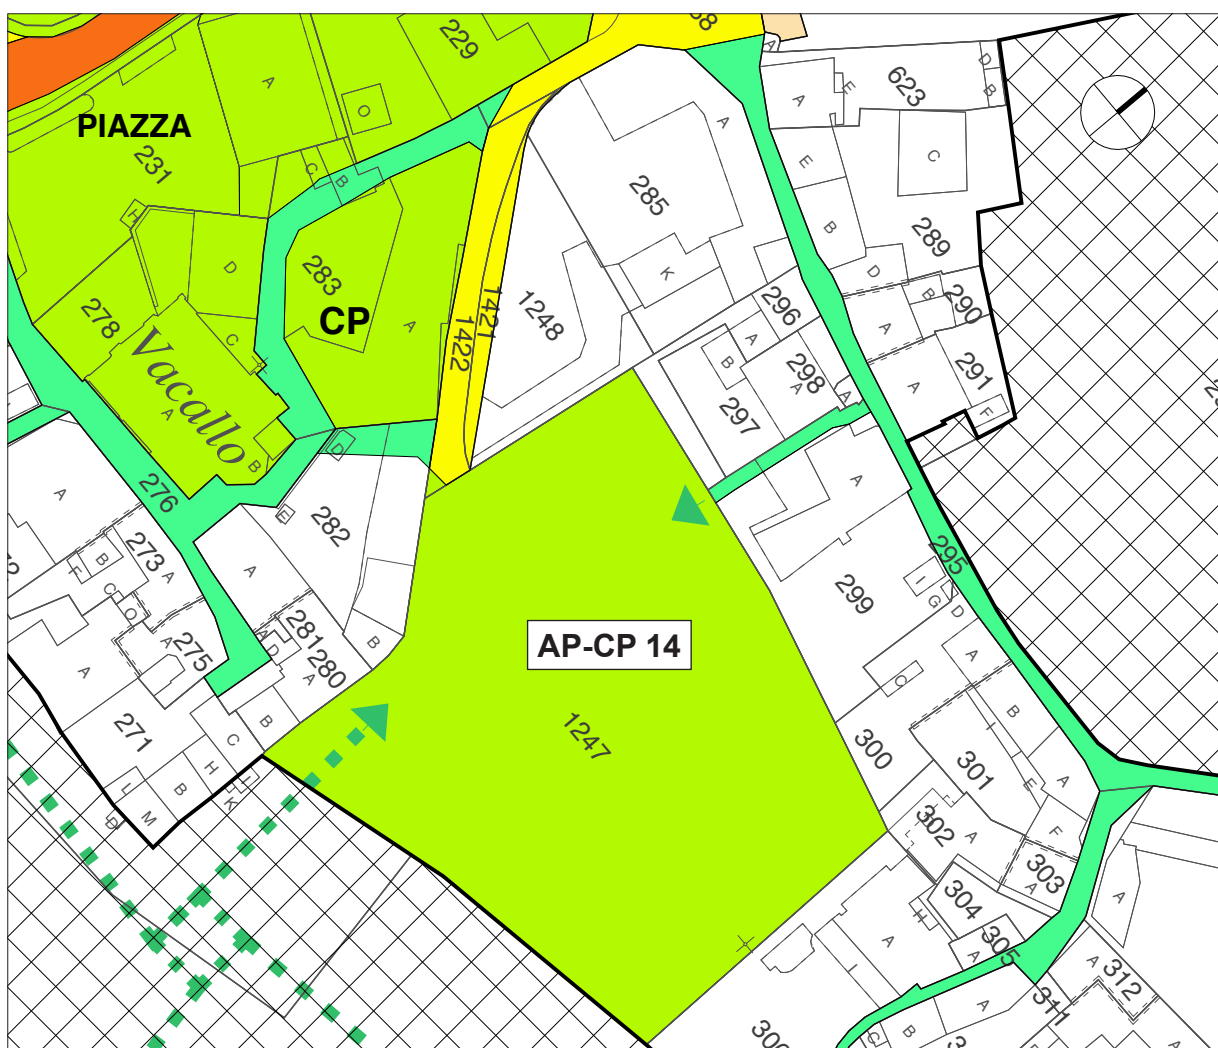 229
A
O
PIAZZA
231
C
B
H
D
283
278
CP
A
C
Vacallo
A
B
1421
1422
1248
285
A
K
A
A
E
623
D
B
C
E
B
289
D
B
290
A
291
A
F
296
A
B
298
A
297
A
276
D
E
282
A
A
273
B
F
C
O
A
A
275
281
A
D
280
A
B
B
A
271
C
H
B
L
M
D
I
K
AP-CP 14
1247
A
295
299
I
G
D
A
C
B
300
I
301
E
A
F
302
A
303
A
304
H
305
A
A
I
A
A
312
311
A
B
C
A